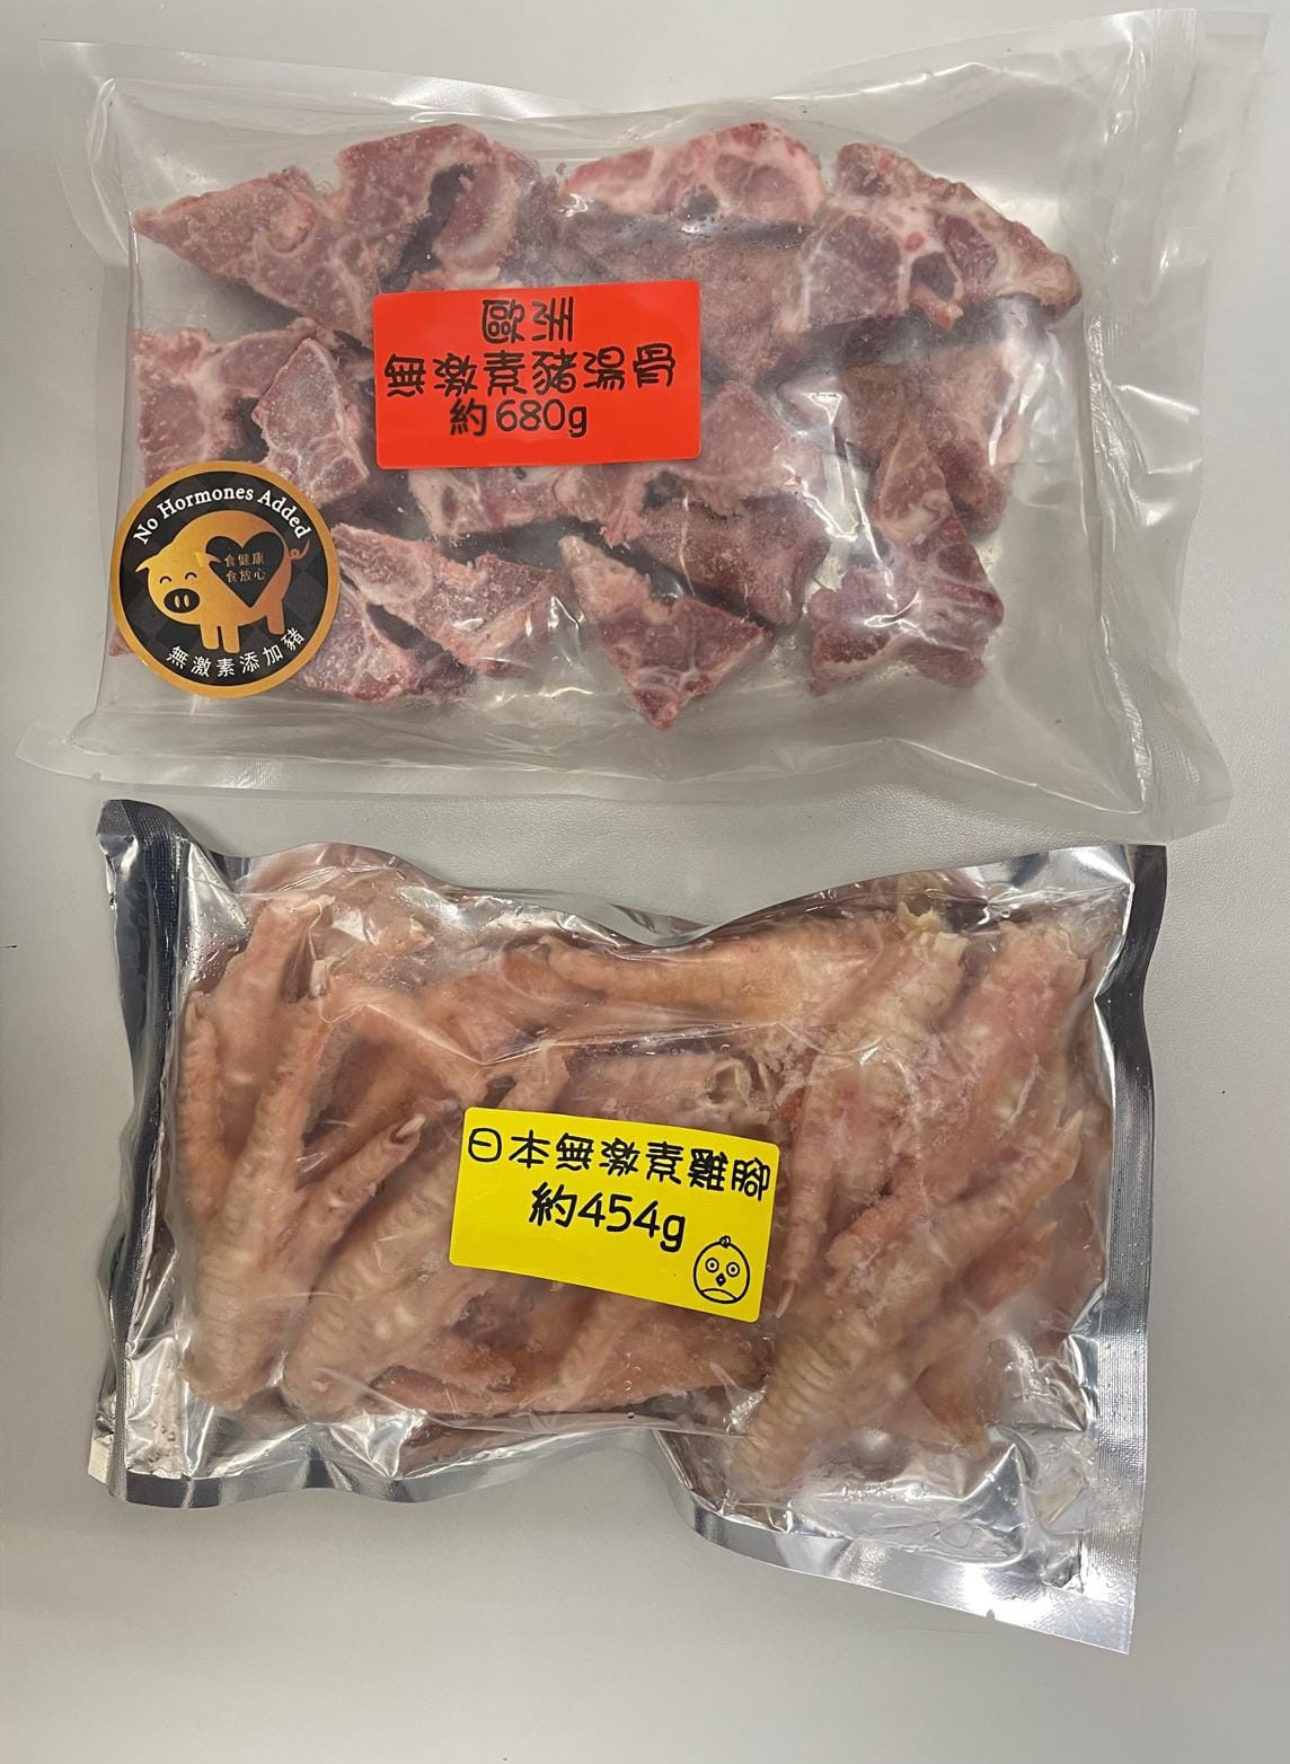 歐洲
無激素豬湯骨
約680g
No Hormones Added
食健康
食放心
無激素添加豬
日本無激素雞腳
約454g